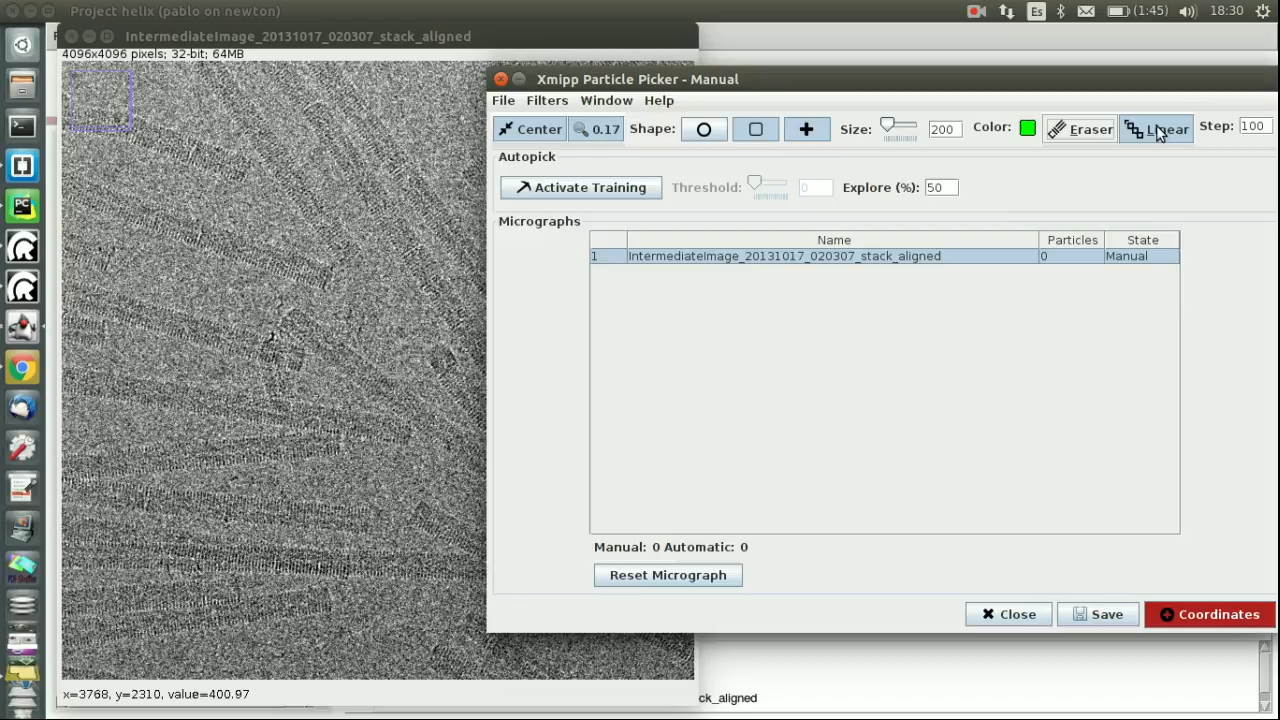 Project helix (pablo on newton)
Es
(1:45)
18:30
IntermediateImage_20131017_020307_stack_aligned
4096x4096 pixels; 32-bit; 64MB
Xmipp Particle Picker - Manual
File Filters Window Help
Center 0.17 Shape: Size: 200 Color: Eraser Linear Step: 100
Autopick
Activate Training Threshold: 0 Explore (%): 50
Micrographs
Name Particles State
1 IntermediateImage_20131017_020307_stack_aligned 0 Manual
Manual: 0 Automatic: 0
Reset Micrograph
Close Save Coordinates
x=3768, y=2310, value=400.97
ck_aligned
PC